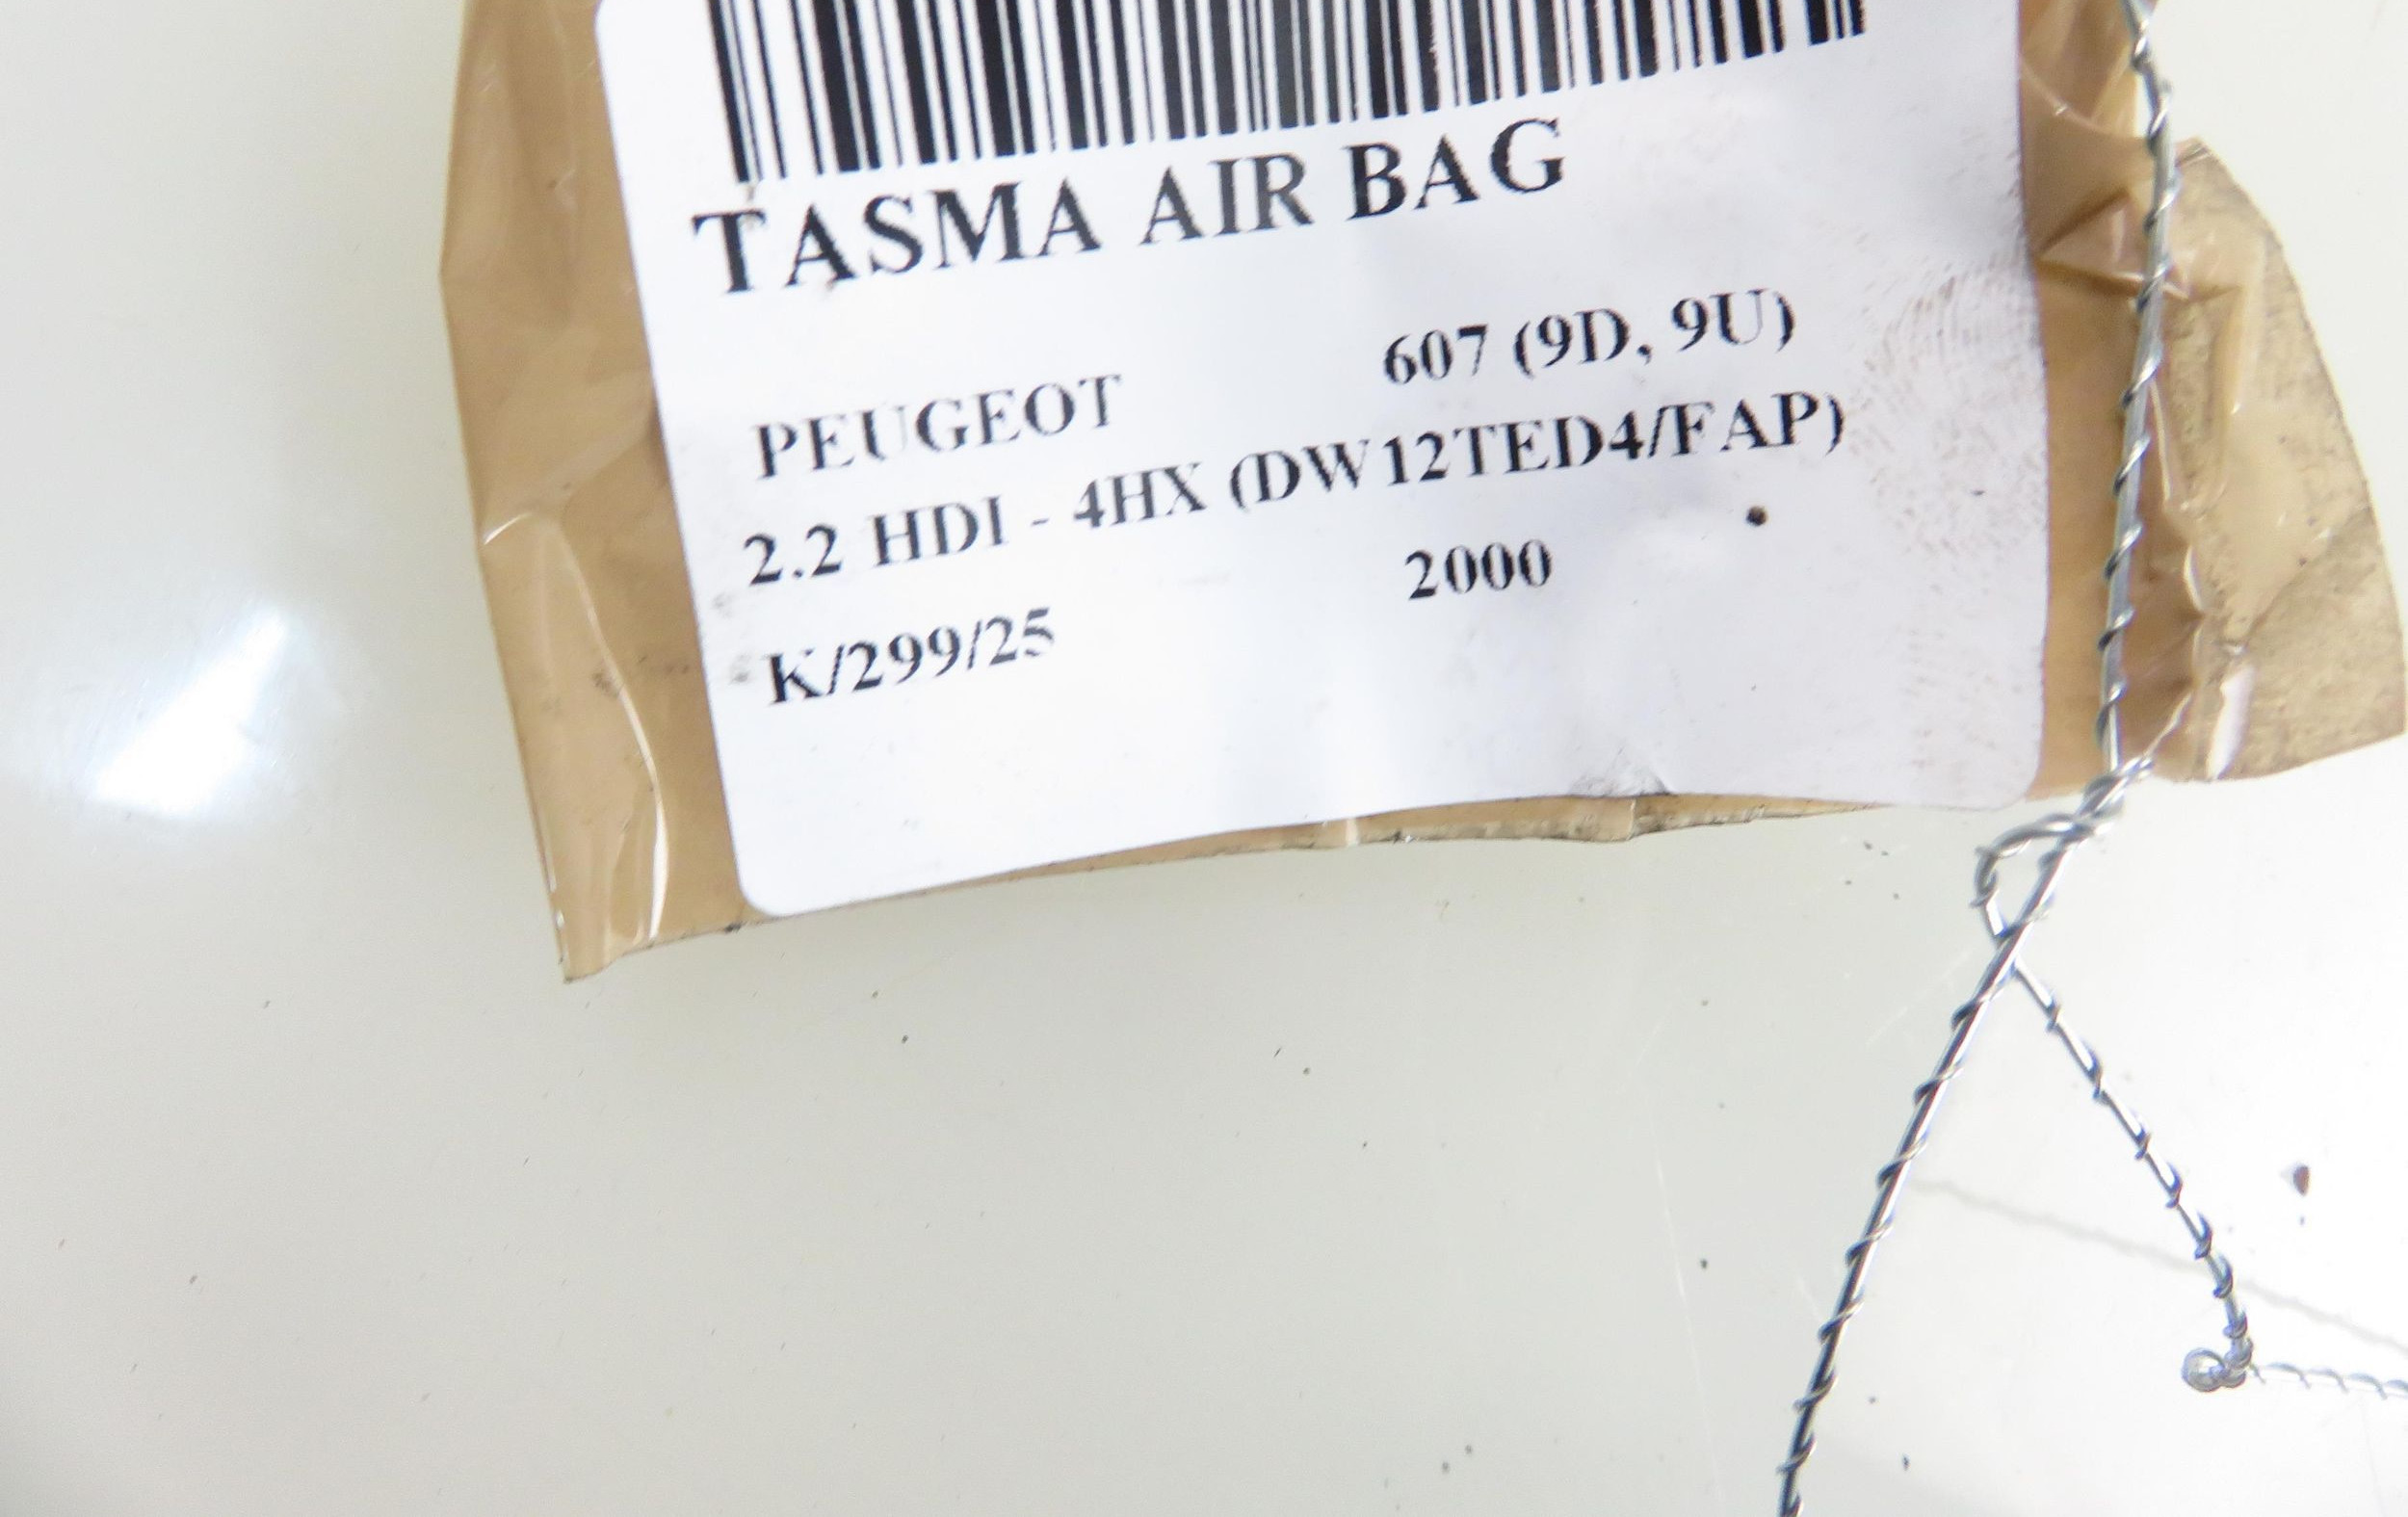 TASMA AIR BAG
PEUGEOT 607 (9D, 9U)
2.2 HDI - 4HX (DW12TED4/FAP)
K/299/25 2000